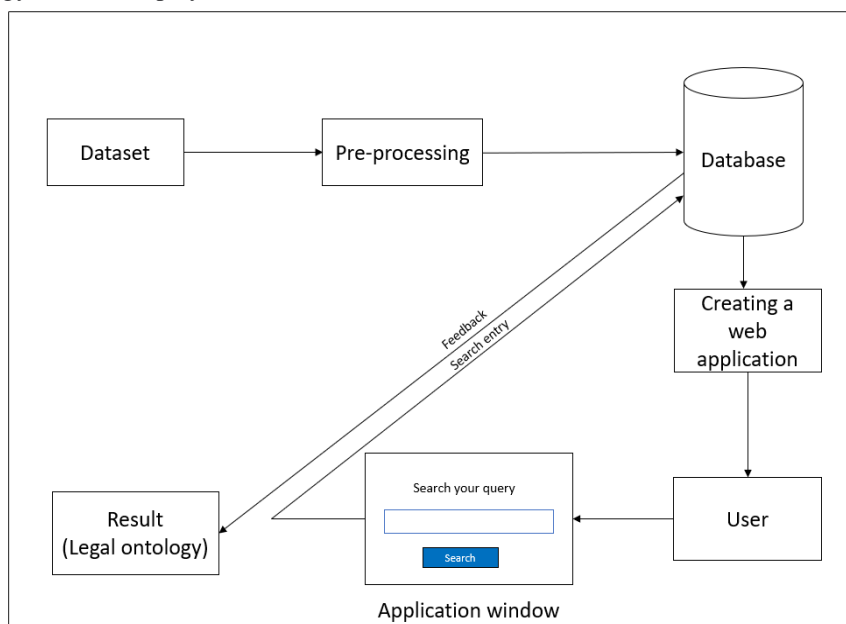 Dataset
Pre-processing
Database
Creating a
web
application
Feedback
Search entry
Search your query
Search
Result
(Legal ontology)
User
Application window